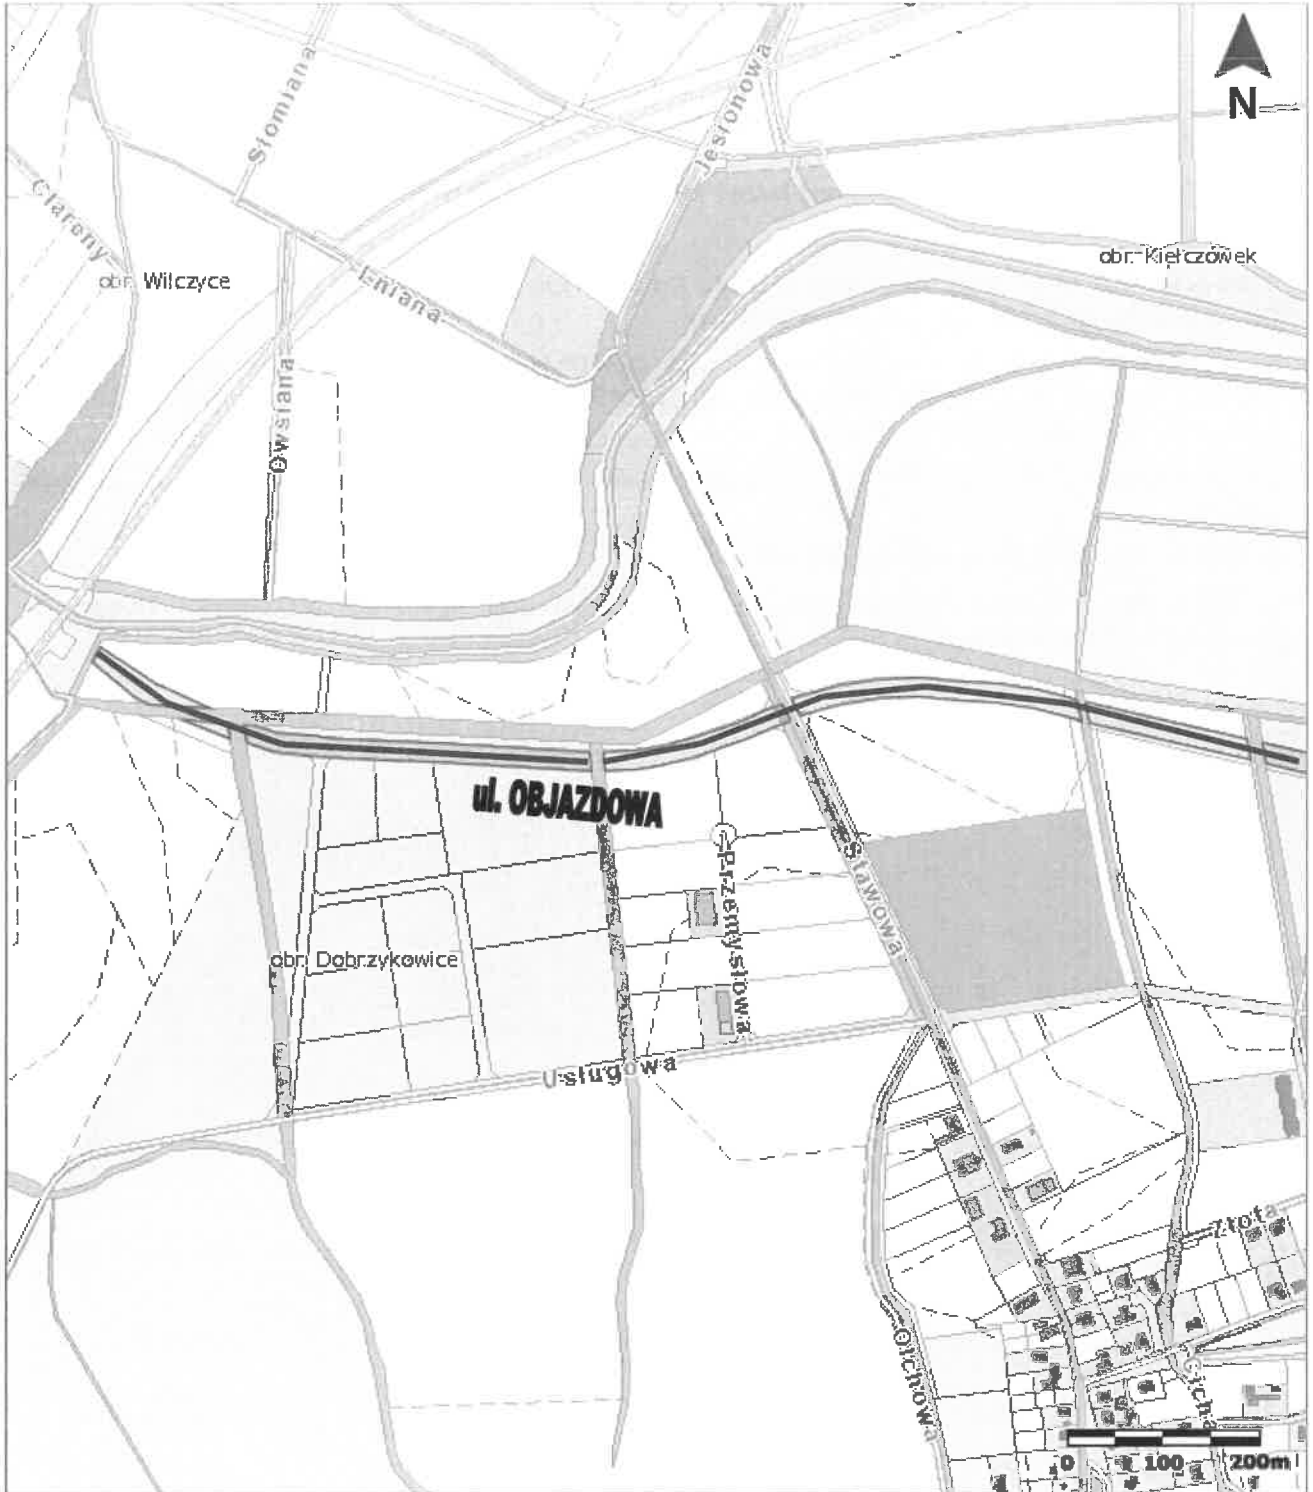 Słomiana
Jesionowa
N
Clareny
obr. Wilczyce
Lniana
obr. Kiełczówek
Owsiana
ul. OBJAZDOWA
Stawowa
Przemysłowa
obr. Dobrzykowice
Usługowa
Złota
Olchowa
Cicha
0 100 200m